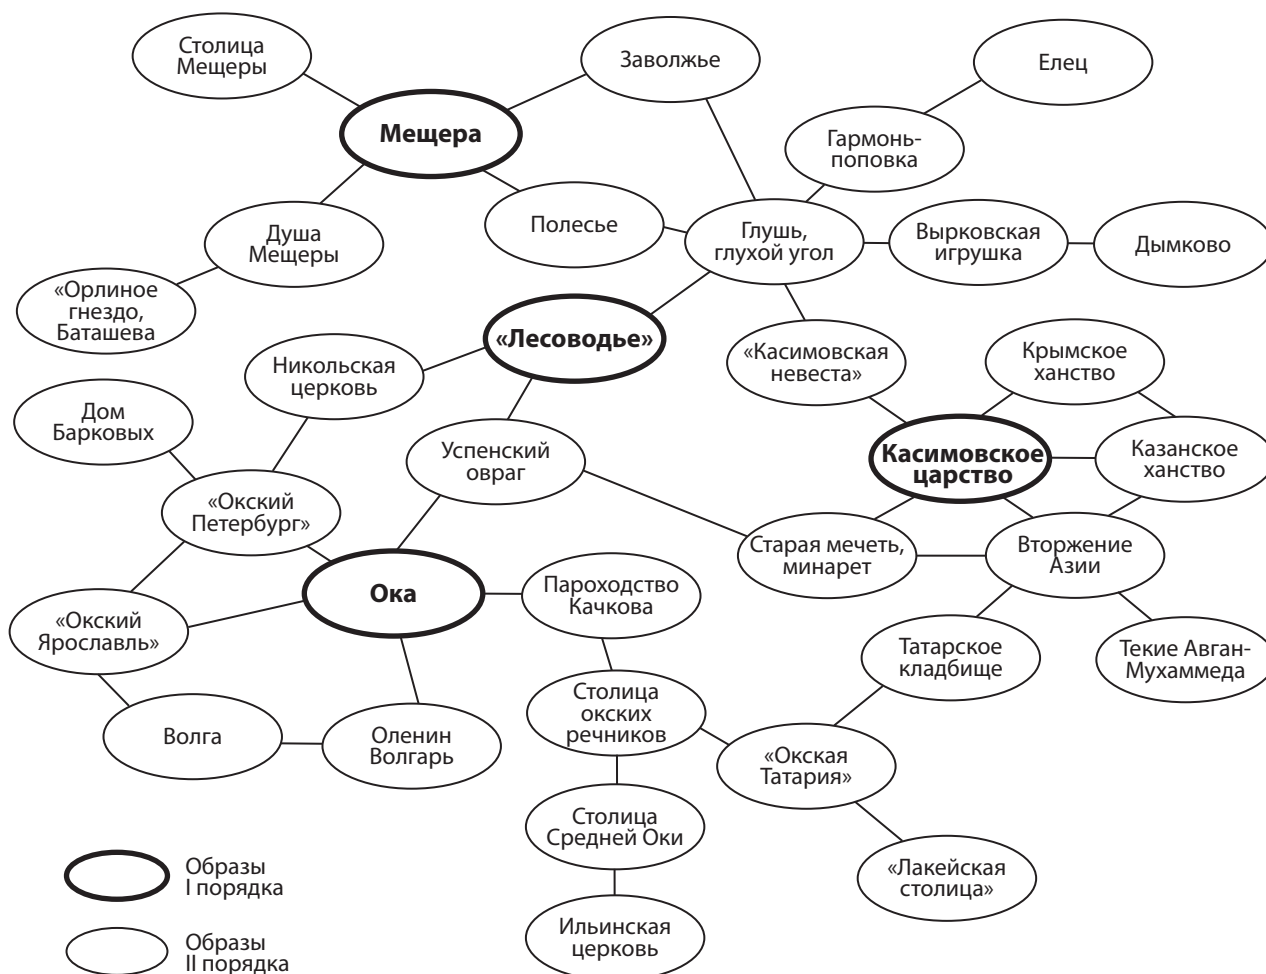 Столица
Мещеры
Заволжье
Елец
Мещера
Гармонь-
поповка
Душа
Мещеры
Полесье
Глушь,
глухой угол
Вырковская
игрушка
Дымково
«Орлиное
гнездо,
Баташева
«Лесоводье»
Никольская
церковь
«Касимовская
невеста»
Крымское
ханство
Дом
Барковых
Успенский
овраг
Касимовское
царство
Казанское
ханство
«Окский
Петербург»
Старая мечеть,
минарет
Вторжение
Азии
Ока
Пароходство
Качкова
«Окский
Ярославль»
Татарское
кладбище
Текие Авган-
Мухаммеда
Волга
Оленин
Волгарь
Столица
окских
речников
«Окская
Татария»
Столица
Средней Оки
«Лакейская
столица»
Ильинская
церковь
Образы
I порядка
Образы
II порядка